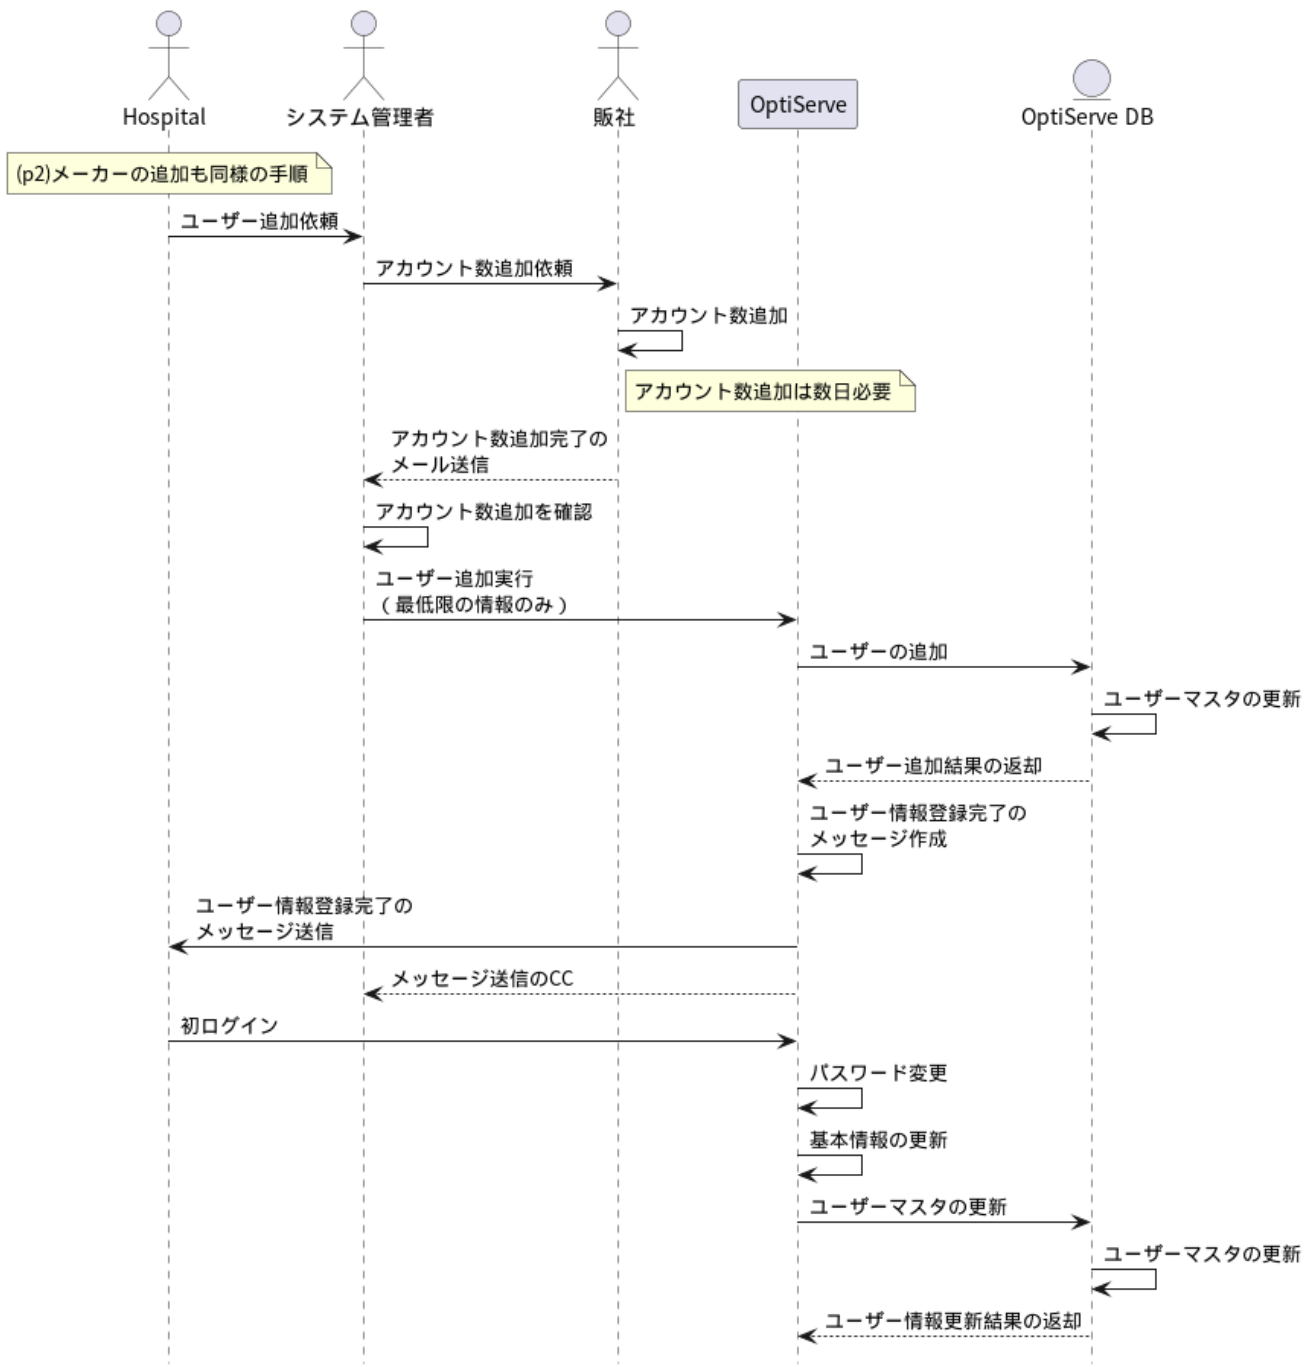 Hospital
システム管理者
販社
OptiServe
OptiServe DB
(p2)メーカーの追加も同様の手順
ユーザー追加依頼
アカウント数追加依頼
アカウント数追加
アカウント数追加は数日必要
アカウント数追加完了の
メール送信
アカウント数追加を確認
ユーザー追加実行
（最低限の情報のみ）
ユーザーの追加
ユーザーマスタの更新
ユーザー追加結果の返却
ユーザー情報登録完了の
メッセージ作成
ユーザー情報登録完了の
メッセージ送信
メッセージ送信のCC
初ログイン
パスワード変更
基本情報の更新
ユーザーマスタの更新
ユーザーマスタの更新
ユーザー情報更新結果の返却